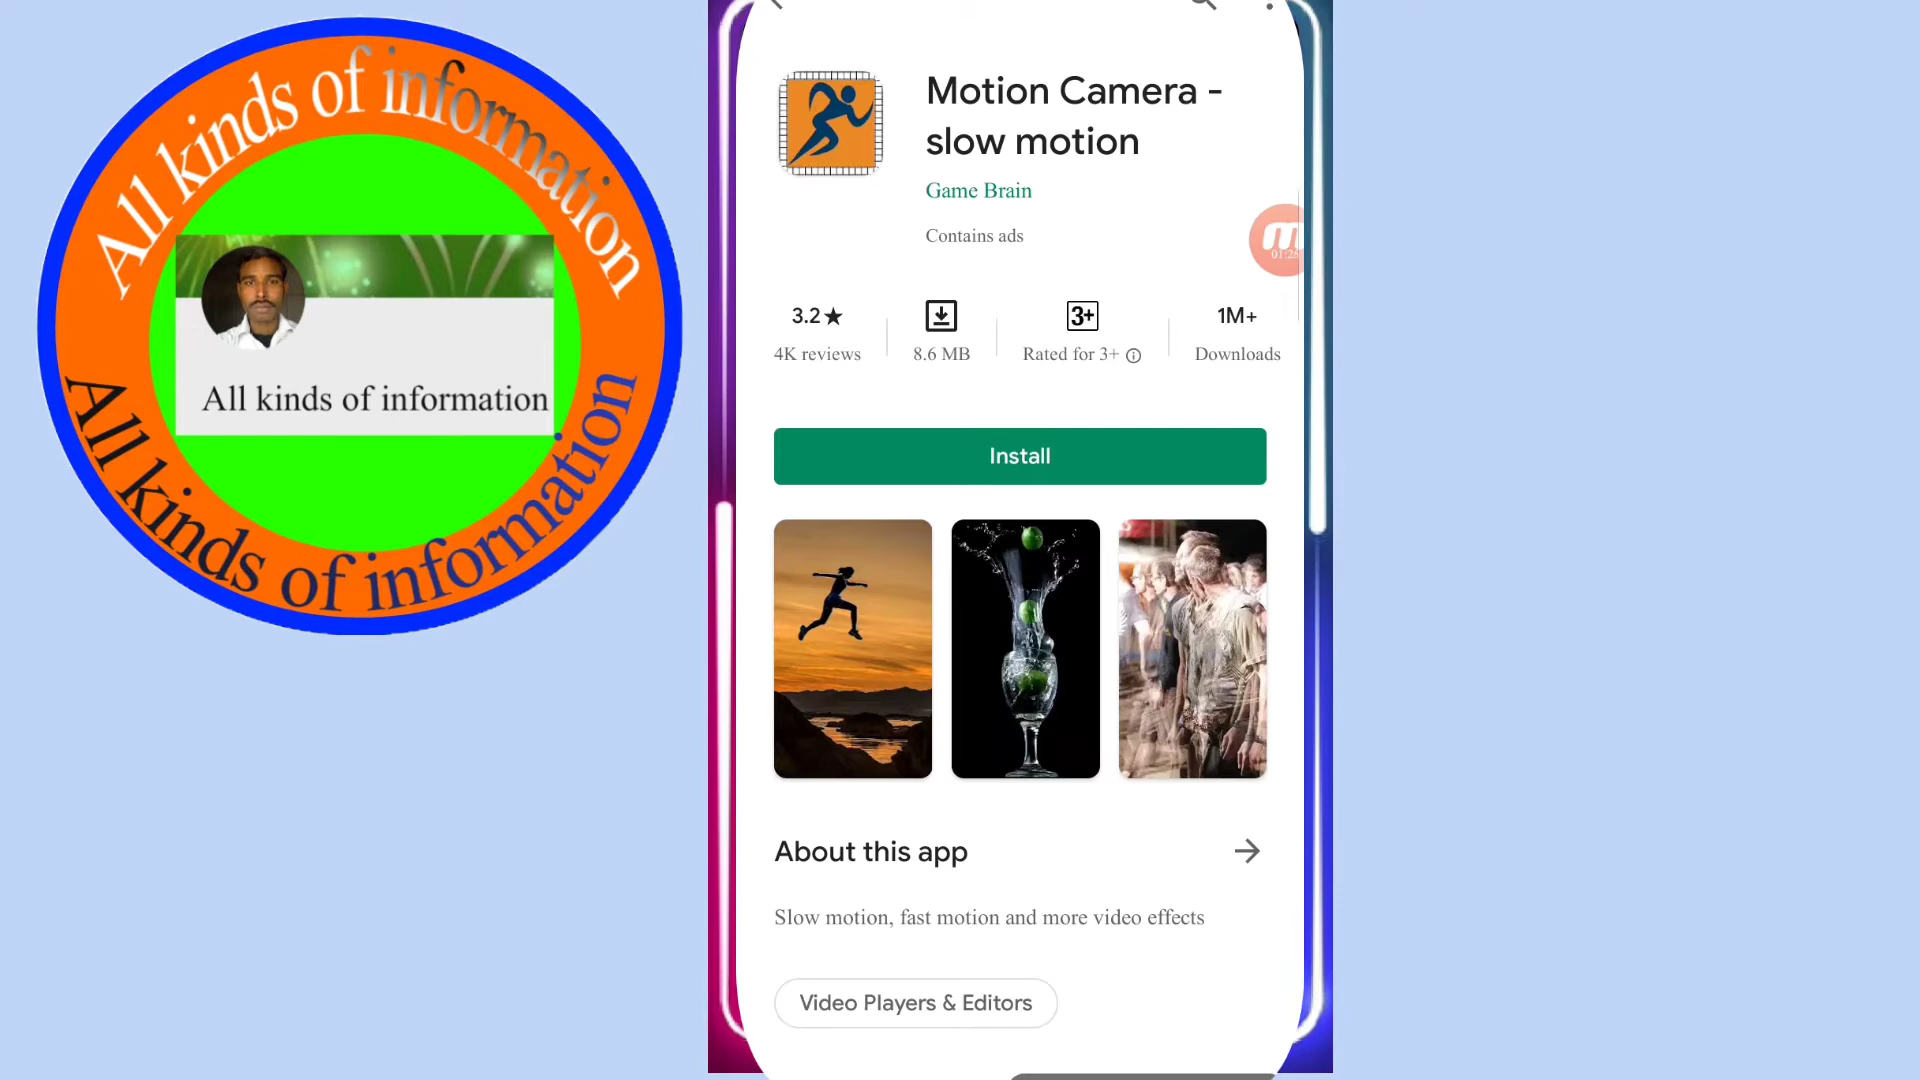 All kinds of information
All kinds of information
All kinds of information
Motion Camera -
slow motion
Game Brain
Contains ads
01:28
3.2★
3+
1M+
4K reviews
8.6 MB
Rated for 3+
Downloads
Install
About this app
Slow motion, fast motion and more video effects
Video Players & Editors